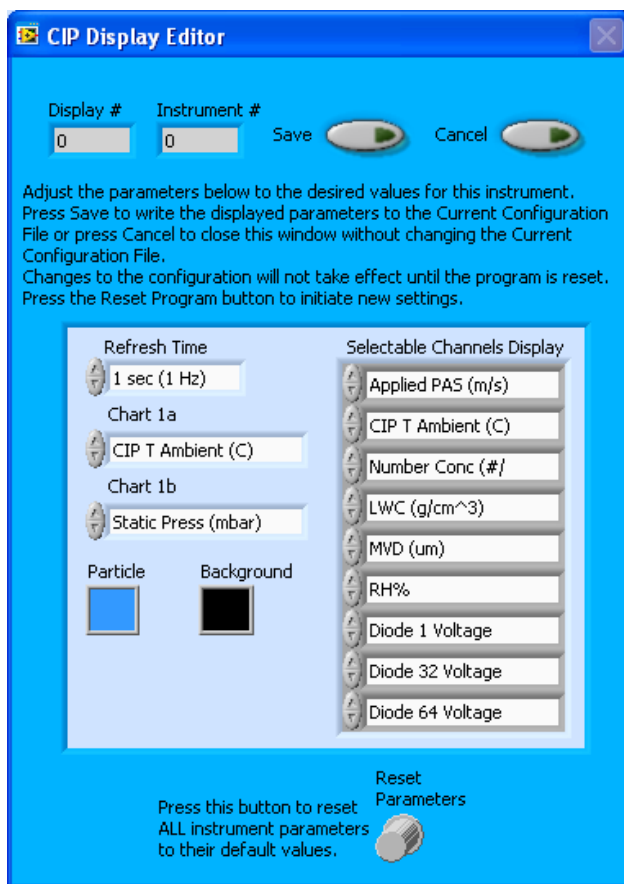 CIP Display Editor
Display # Instrument #
0 0 Save Cancel
Adjust the parameters below to the desired values for this instrument.
Press Save to write the displayed parameters to the Current Configuration
File or press Cancel to close this window without changing the Current
Configuration File.
Changes to the configuration will not take effect until the program is reset.
Press the Reset Program button to initiate new settings.
Refresh Time
1 sec (1 Hz)
Chart 1a
CIP T Ambient (C)
Chart 1b
Static Press (mbar)
Particle Background
Selectable Channels Display
Applied PAS (m/s)
CIP T Ambient (C)
Number Conc (#/
LWC (g/cm^3)
MVD (um)
RH%
Diode 1 Voltage
Diode 32 Voltage
Diode 64 Voltage
Reset
Parameters
Press this button to reset
ALL instrument parameters
to their default values.